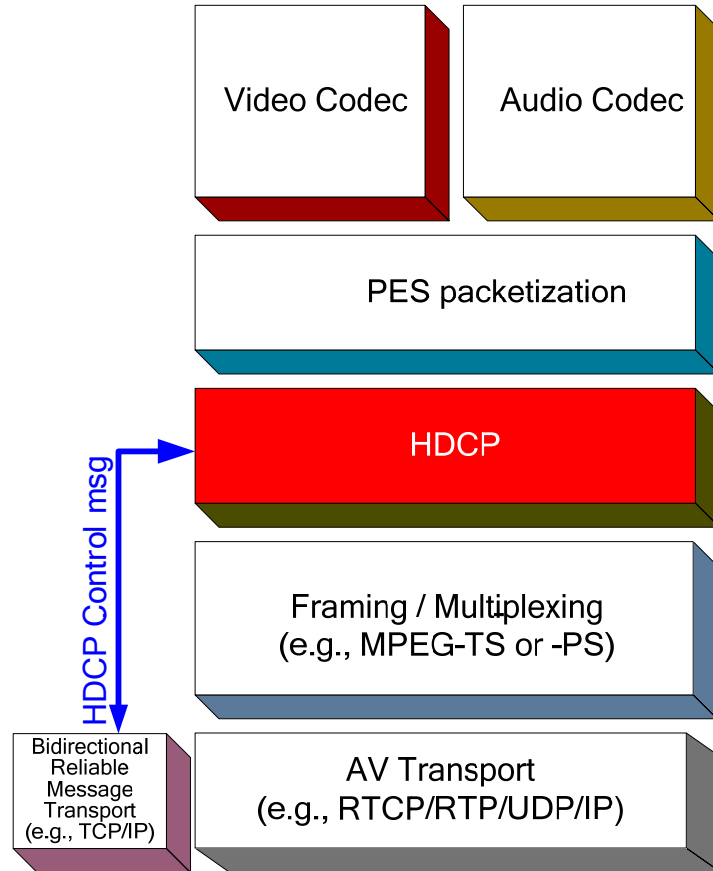 Video Codec
Audio Codec
PES packetization
HDCP
HDCP Control msg
Framing / Multiplexing
(e.g., MPEG-TS or -PS)
Bidirectional
Reliable
Message
Transport
(e.g., TCP/IP)
AV Transport
(e.g., RTCP/RTP/UDP/IP)